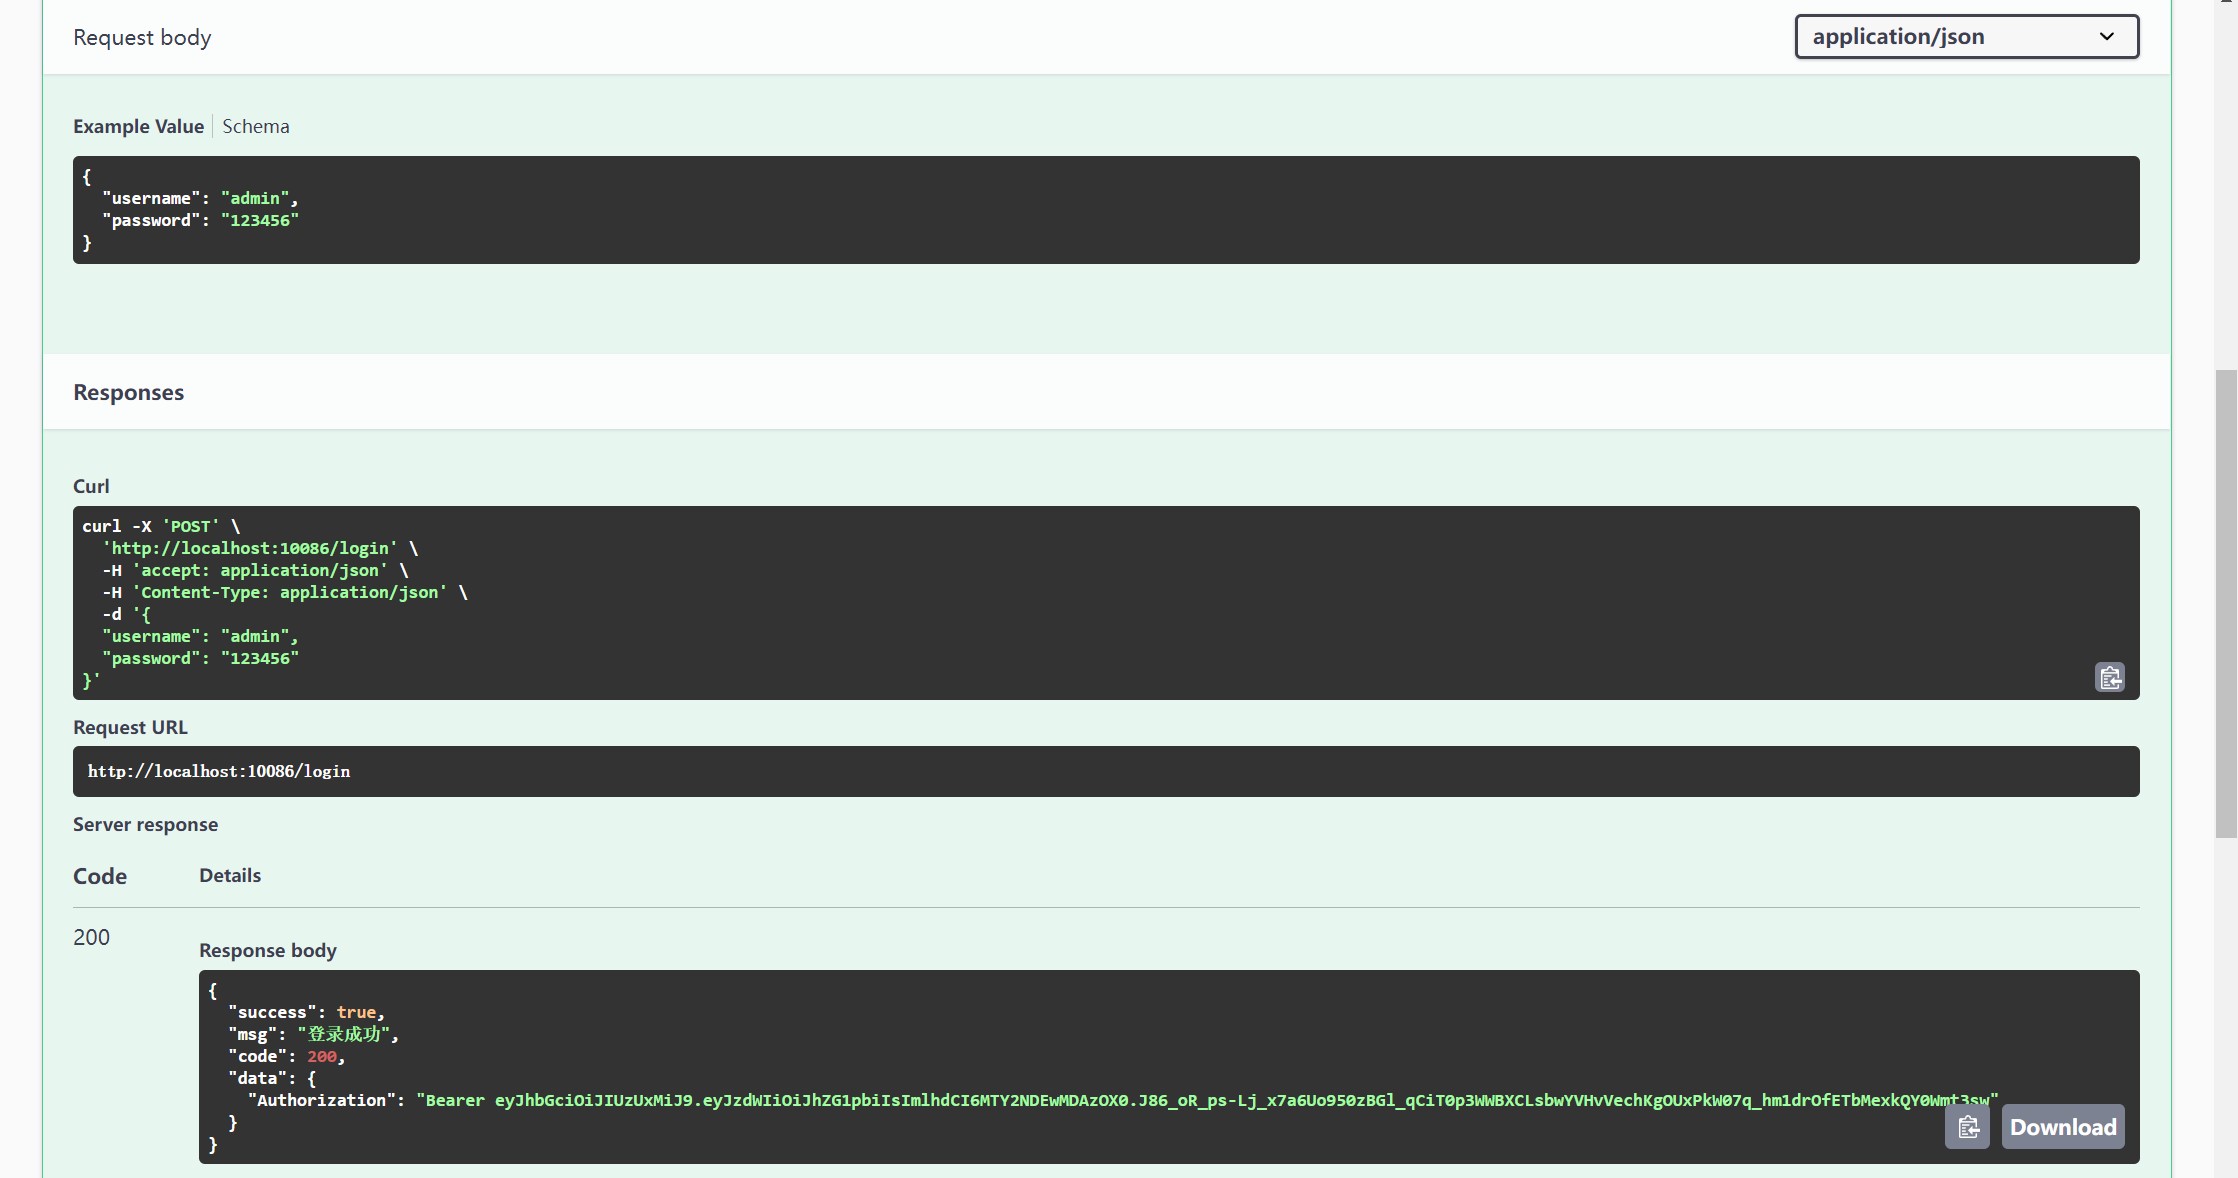 Request body
application/json
Example Value
Schema
{
"username": "admin",
"password": "123456"
}
Responses
Curl
curl -X 'POST' \
'http://localhost:10086/login' \
-H 'accept: application/json' \
-H 'Content-Type: application/json' \
-d '{
"username": "admin",
"password": "123456"
}'
Request URL
http://localhost:10086/login
Server response
Code
Details
200
Response body
{
"success": true,
"msg": "登录成功",
"code": 200,
"data": {
"Authorization": "Bearer eyJhbGciOiJIUzUxMiJ9.eyJzdWIiOiJhZG1pbiIsImlhdCI6MTY2NDEwMDAzOX0.J86_oR_ps-Lj_x7a6Uo950zBGl_qCiT0p3WWBXCLsbwYVHvVechKgOUxPkW07q_hm1drOfETbMexkQY0Wmt3sw"
}
}
Download